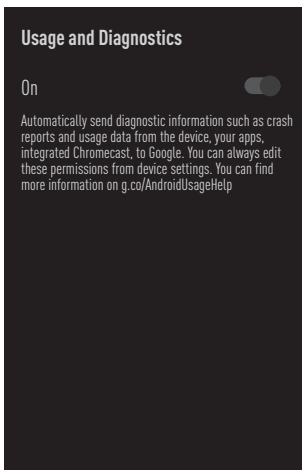 Usage and Diagnostics
On
Automatically send diagnostic information such as crash
reports and usage data from the device, your apps,
integrated Chromecast, to Google. You can always edit
these permissions from device settings. You can find
more information on g.co/AndroidUsageHelp